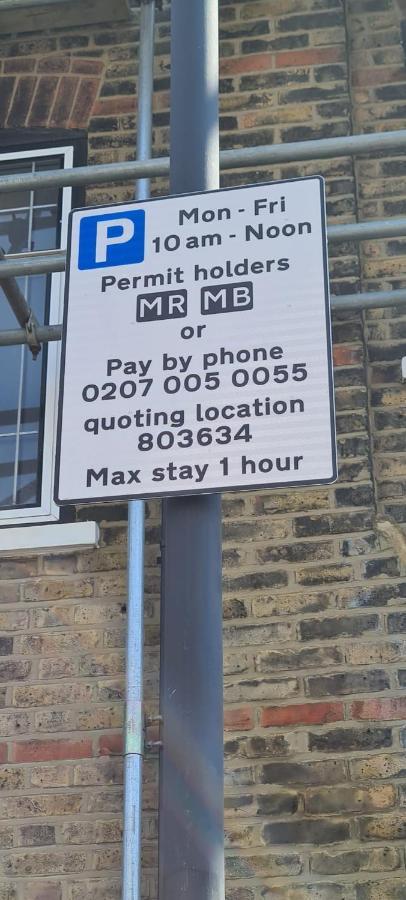 P Mon - Fri
10 am - Noon
Permit holders
MR MB
or
Pay by phone
0207 005 0055
quoting location
803634
Max stay 1 hour